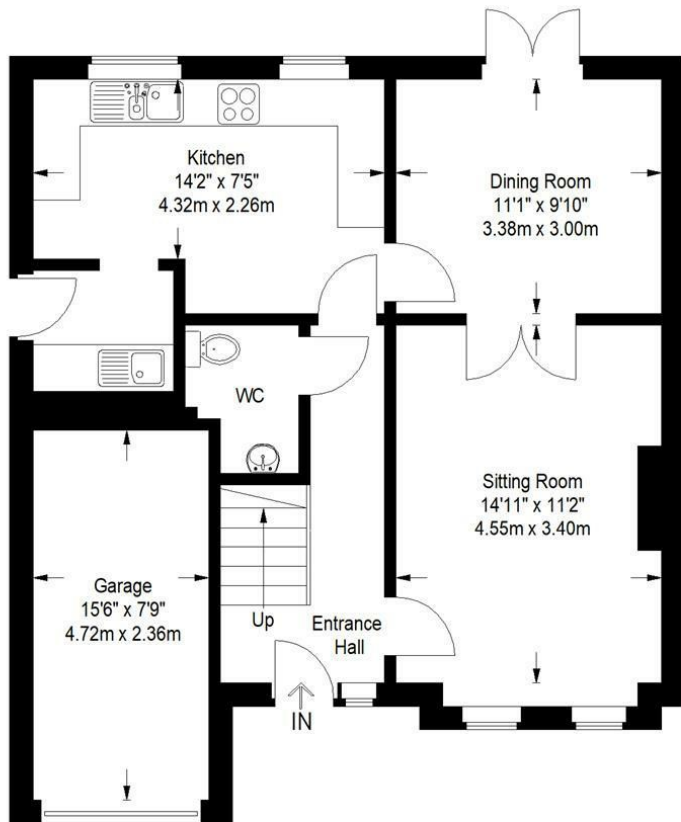 Kitchen
14'2" x 7'5"
4.32m x 2.26m
Dining Room
11'1" x 9'10"
3.38m x 3.00m
WC
Sitting Room
14'11" x 11'2"
4.55m x 3.40m
Garage
15'6" x 7'9"
4.72m x 2.36m
Up
Entrance
Hall
IN